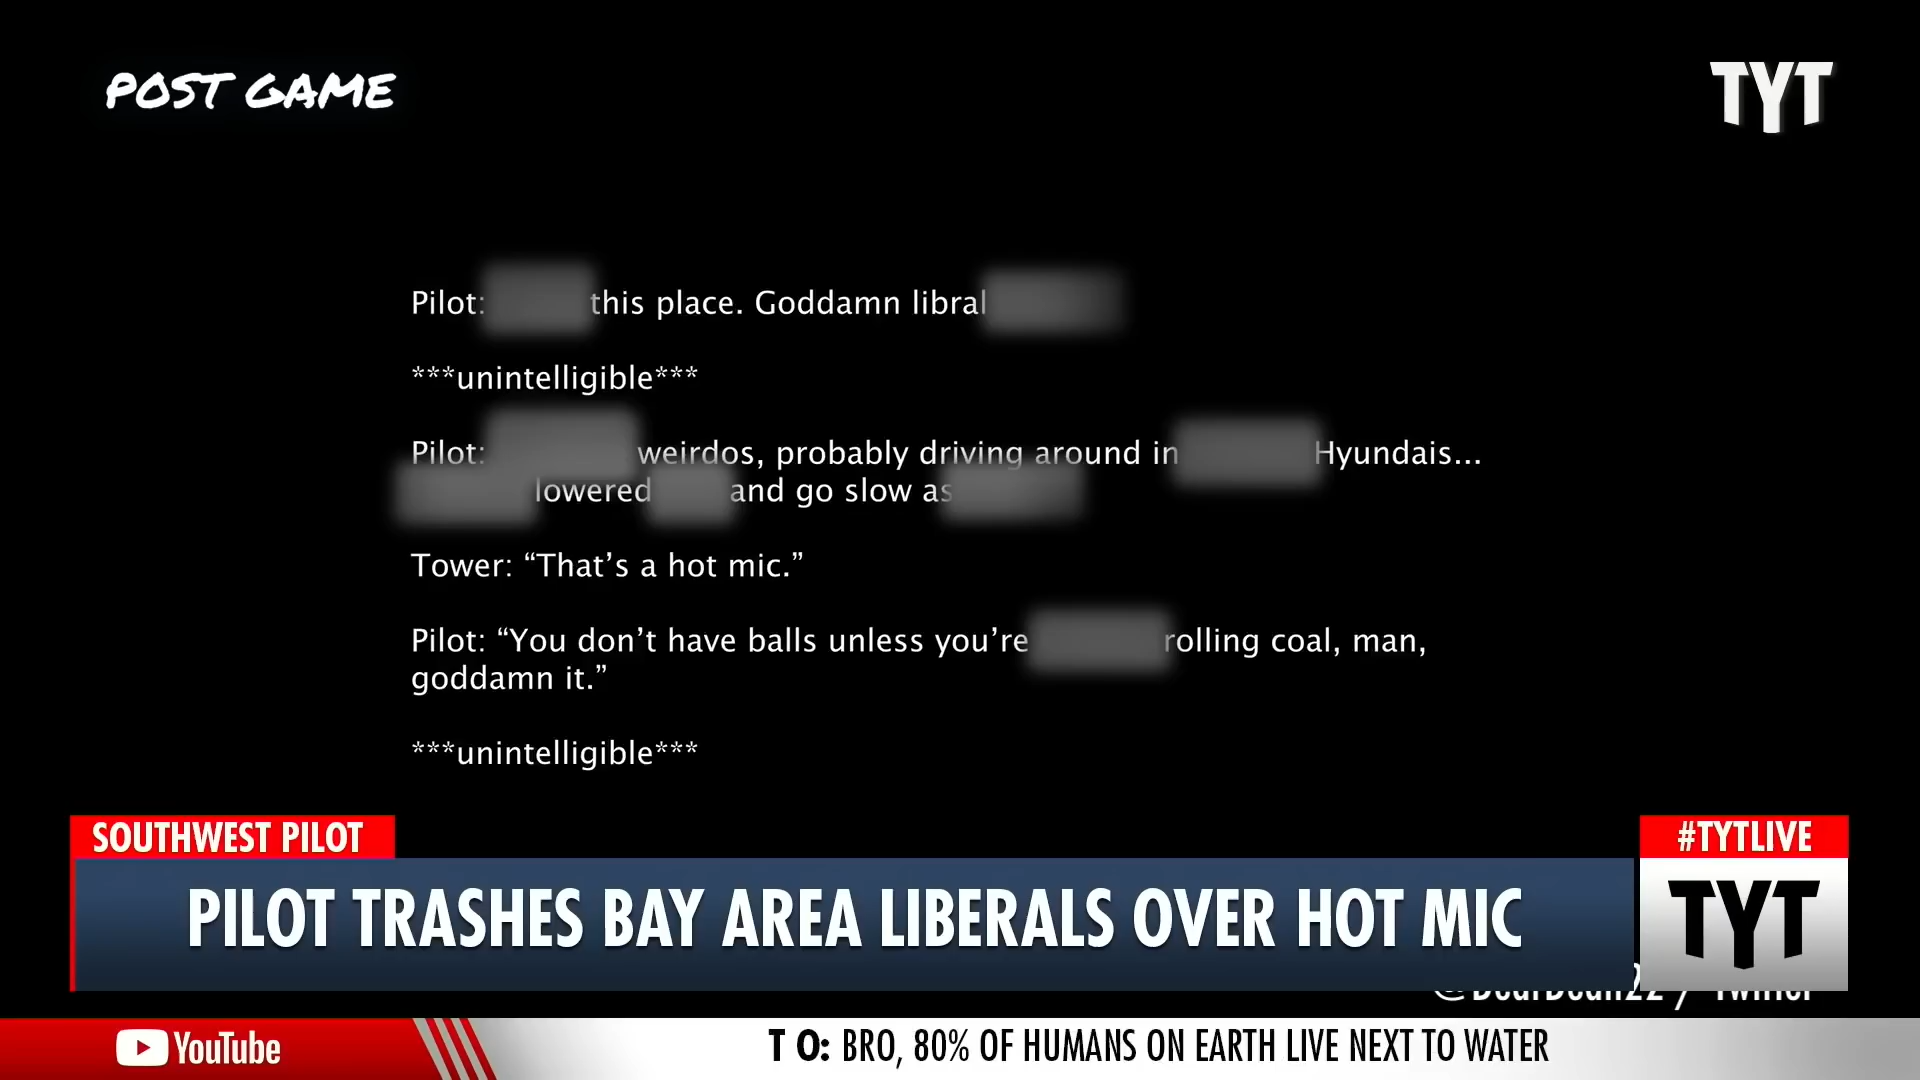 POST GAME
TYT
Pilot: this place. Goddamn libral
***unintelligible***
Pilot: weirdos, probably driving around in Hyundais...
lowered and go slow as
Tower: “That’s a hot mic.”
Pilot: “You don’t have balls unless you’re rolling coal, man,
goddamn it.”
***unintelligible***
SOUTHWEST PILOT
#TYTLIVE
PILOT TRASHES BAY AREA LIBERALS OVER HOT MIC
TYT
YouTube
T O: BRO, 80% OF HUMANS ON EARTH LIVE NEXT TO WATER